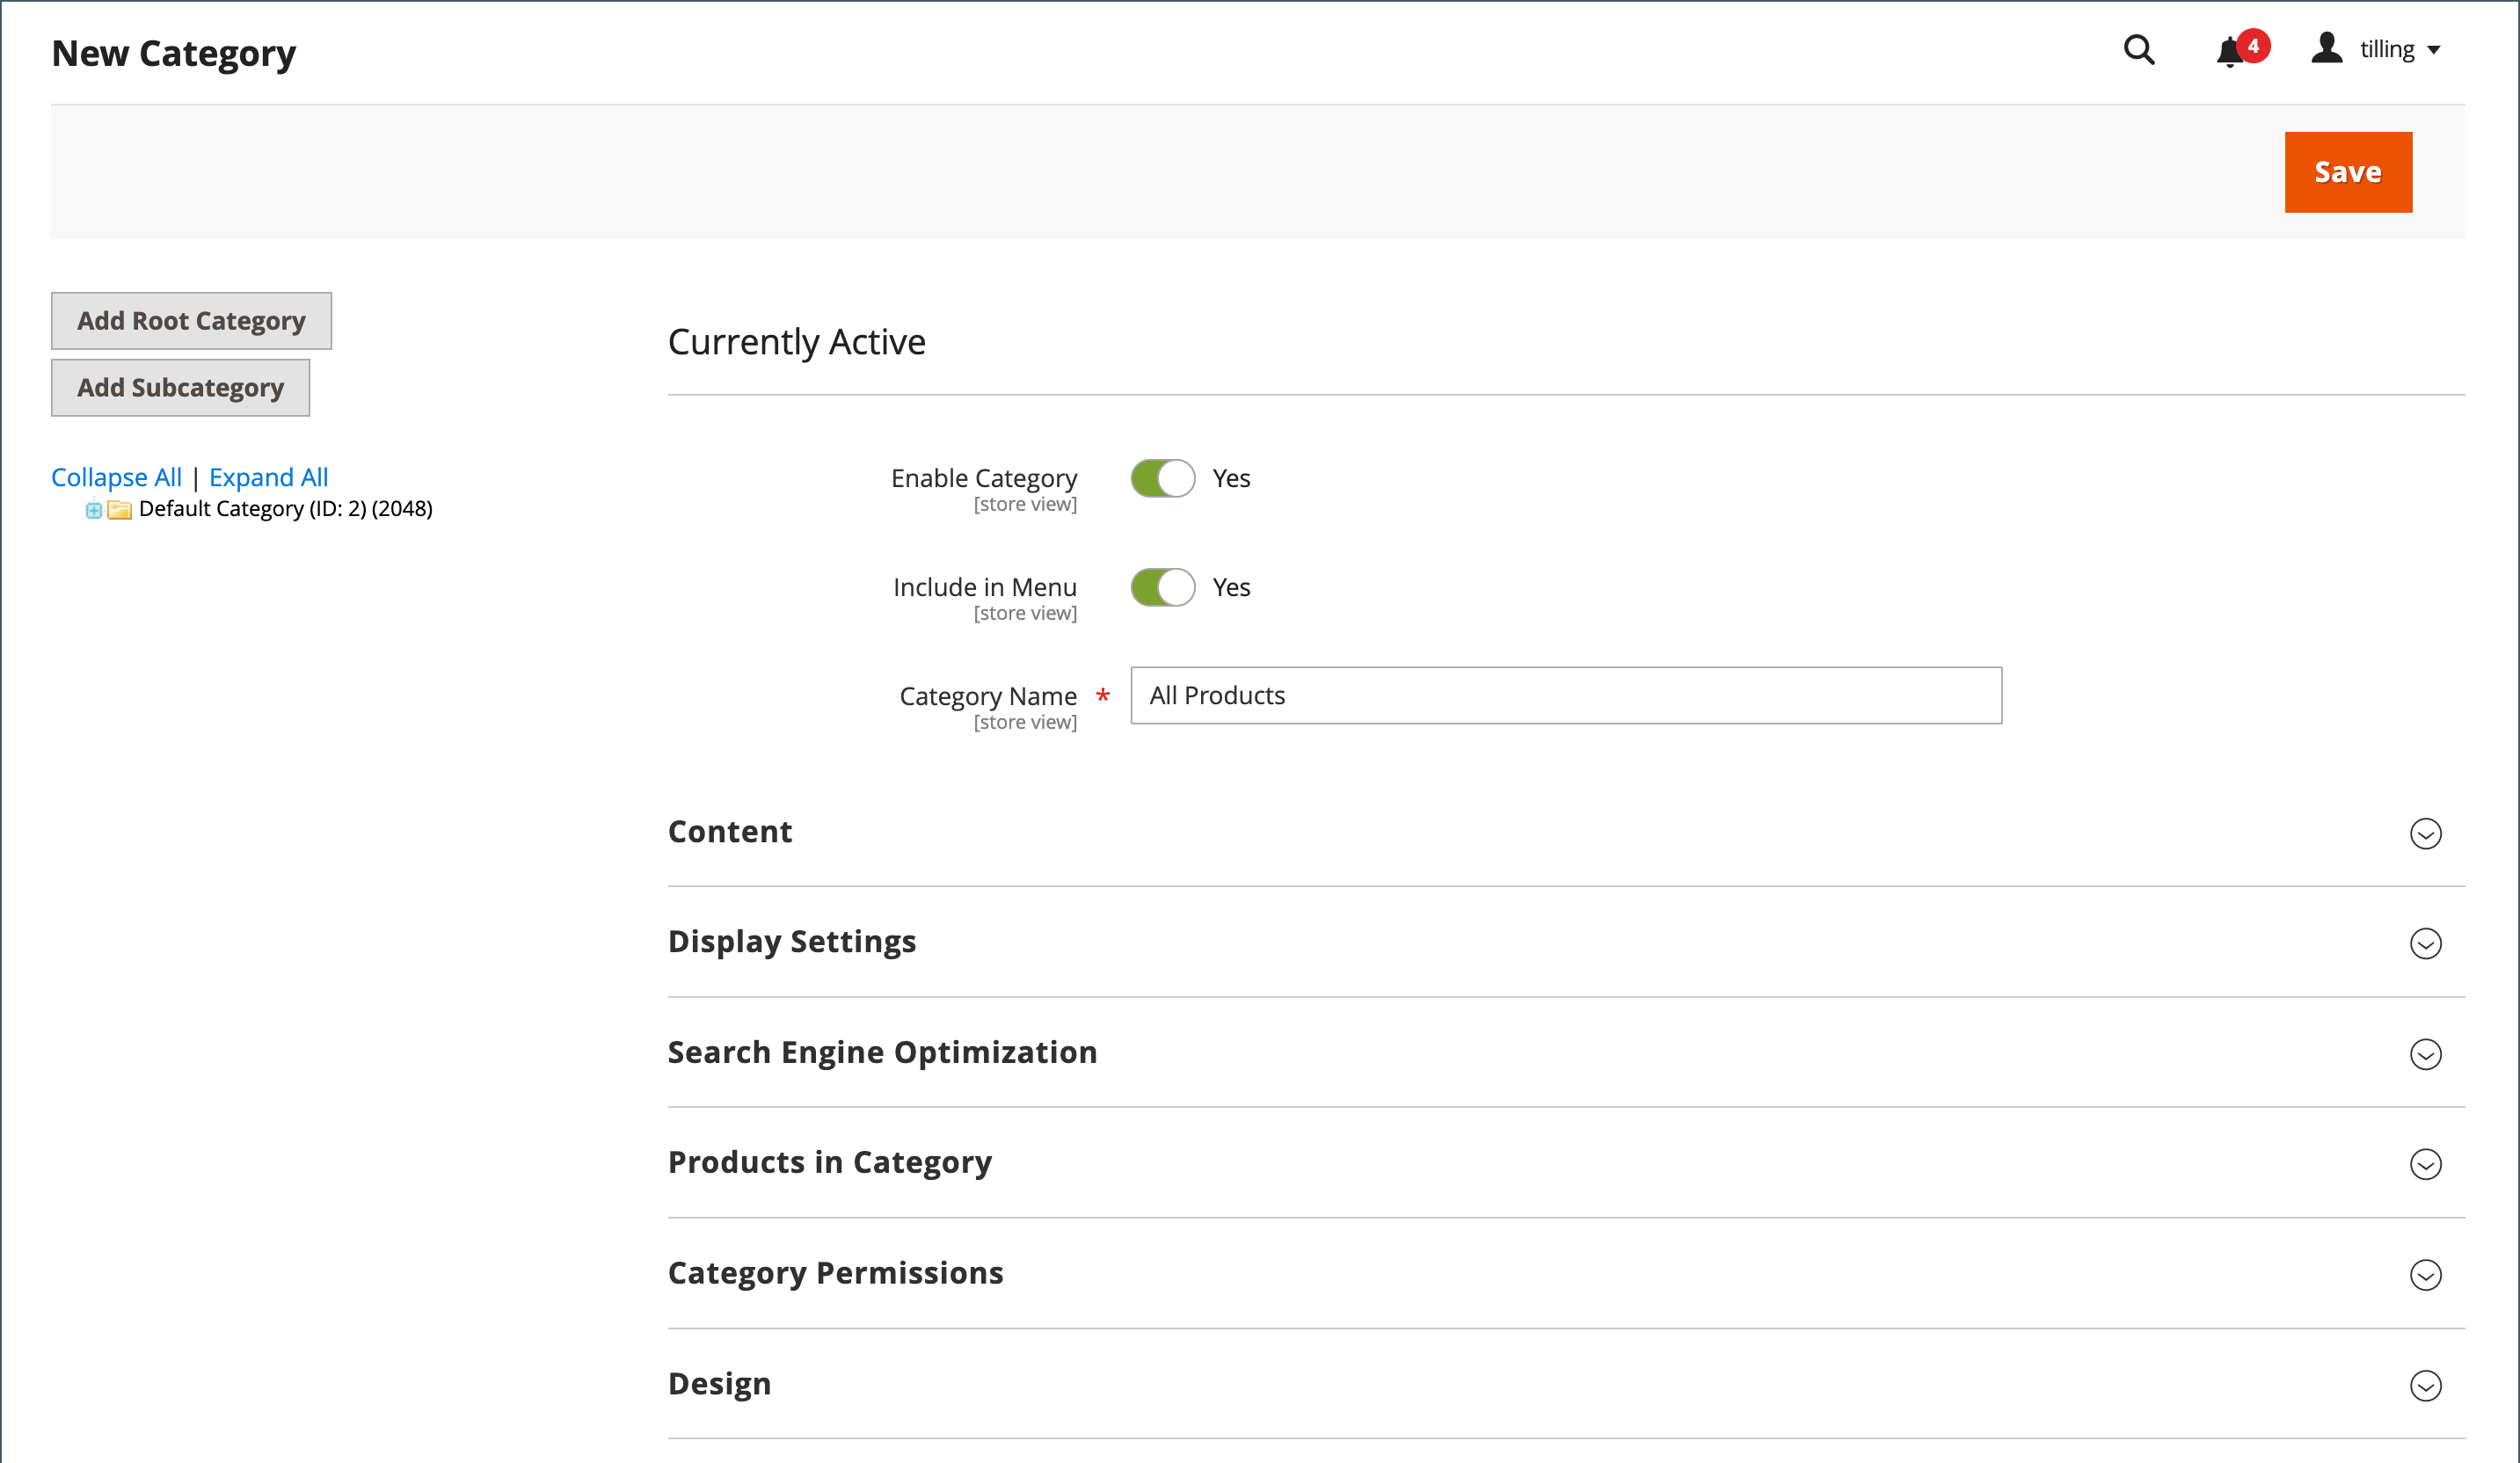 New Category
4
tilling
Save
Add Root Category
Add Subcategory
Collapse All | Expand All
Default Category (ID: 2) (2048)
Currently Active
Enable Category
[store view]
Yes
Include in Menu
[store view]
Yes
Category Name *
[store view]
All Products
Content
Display Settings
Search Engine Optimization
Products in Category
Category Permissions
Design